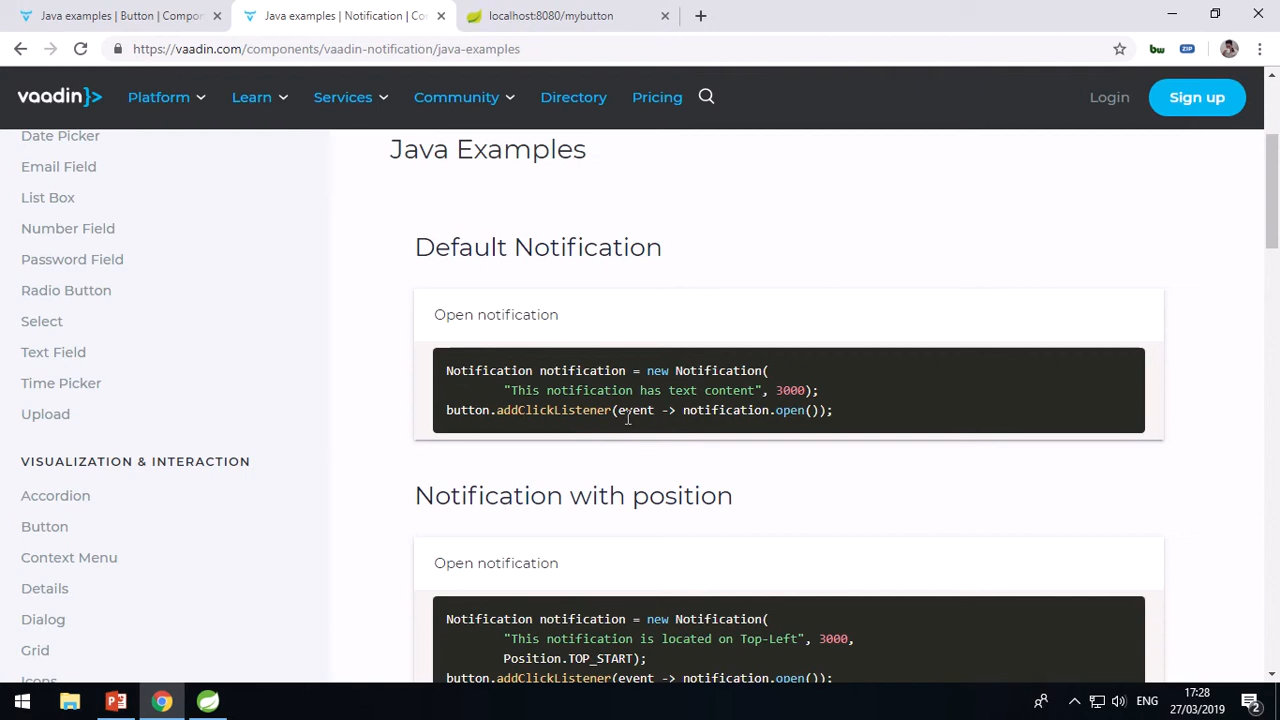 Java examples | Button | Compon
Java examples | Notification | Co
localhost:8080/mybutton
https://vaadin.com/components/vaadin-notification/java-examples
bw
ZIP
vaadin}>
Platform
Learn
Services
Community
Directory
Pricing
Login
Sign up
Date Picker
Email Field
List Box
Number Field
Password Field
Radio Button
Select
Text Field
Time Picker
Upload
VISUALIZATION & INTERACTION
Accordion
Button
Context Menu
Details
Dialog
Grid
Icons
Java Examples
Default Notification
Open notification
Notification notification = new Notification(
"This notification has text content", 3000);
button.addClickListener(event -> notification.open());
Notification with position
Open notification
Notification notification = new Notification(
"This notification is located on Top-Left", 3000,
Position.TOP_START);
button.addClickListener(event -> notification.open());
ENG
17:28
27/03/2019
2